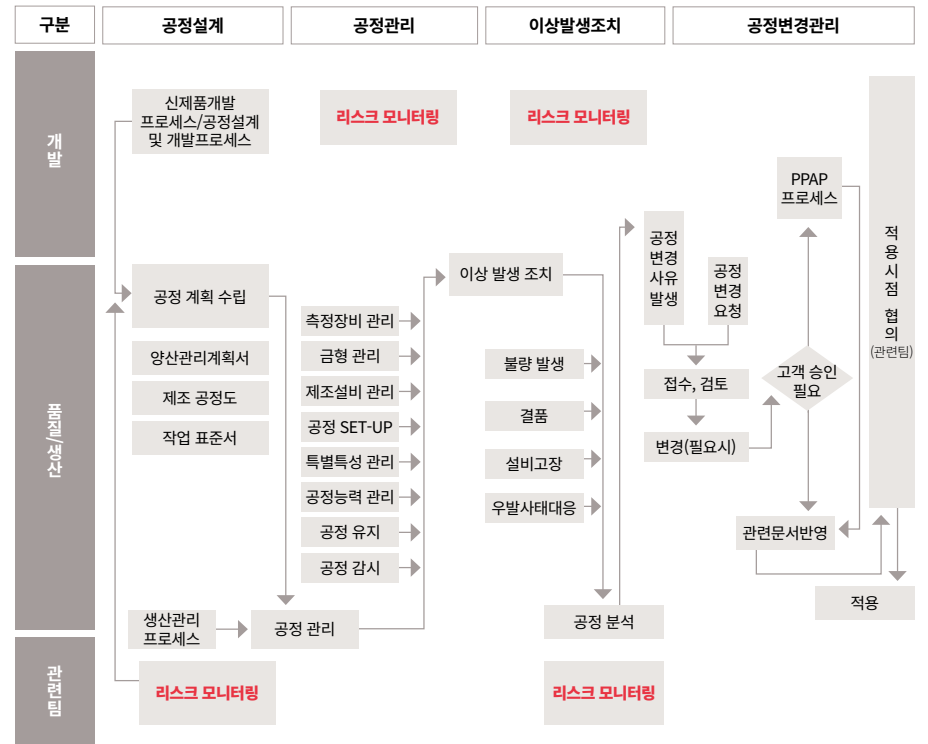 구분
공정설계
공정관리
이상발생조치
공정변경관리
개발
신제품개발
프로세스/공정설계
및 개발프로세스
리스크 모니터링
리스크 모니터링
PPAP
프로세스
적용시점 협의
(관련팀)
품질/생산
공정 계획 수립
양산관리계획서
제조 공정도
작업 표준서
생산관리
프로세스
공정 관리
측정장비 관리
금형 관리
제조설비 관리
공정 SET-UP
특별특성 관리
공정능력 관리
공정 유지
공정 감시
이상 발생 조치
불량 발생
결품
설비고장
우발사태대응
공정 분석
공정
변경
사유
발생
공정
변경
요청
접수, 검토
변경(필요시)
고객 승인
필요
관련문서반영
적용
관련팀
리스크 모니터링
리스크 모니터링